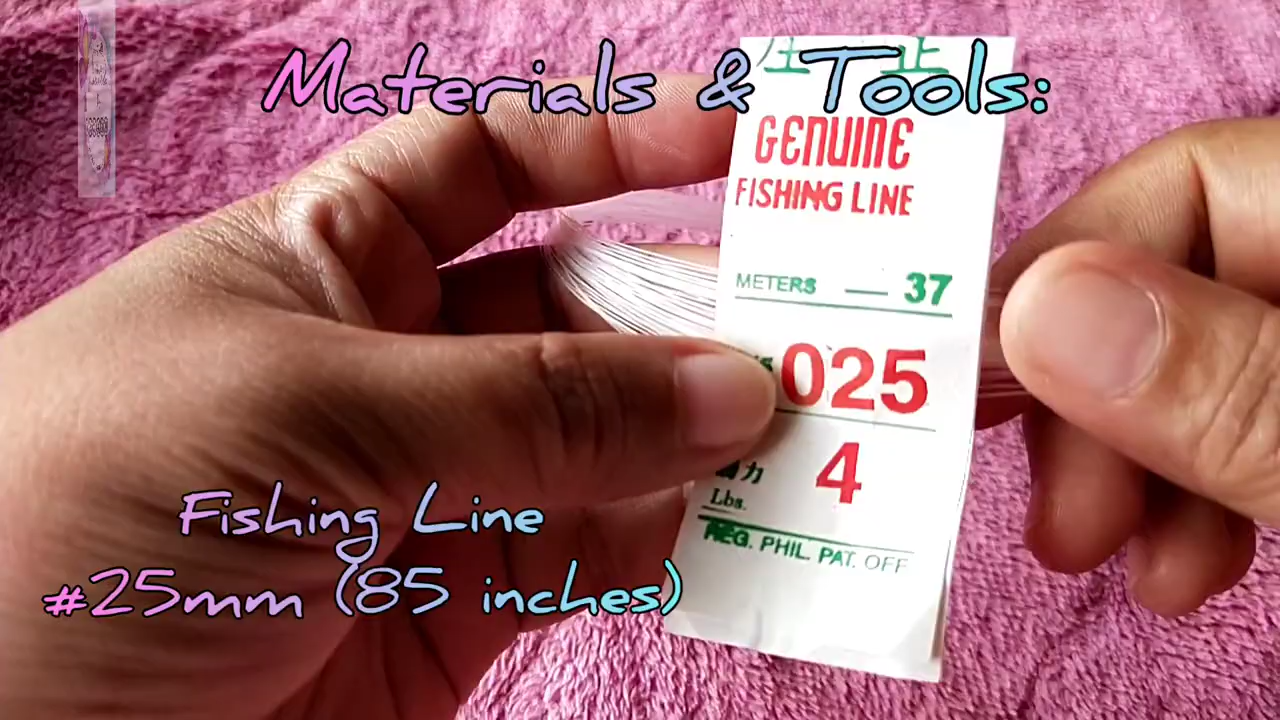 Materials & Tools:
GENUINE
FISHING LINE
METERS — 37
025
4
力
Lbs.
REG. PHIL. PAT. OFF
Fishing Line
#25mm (85 inches)